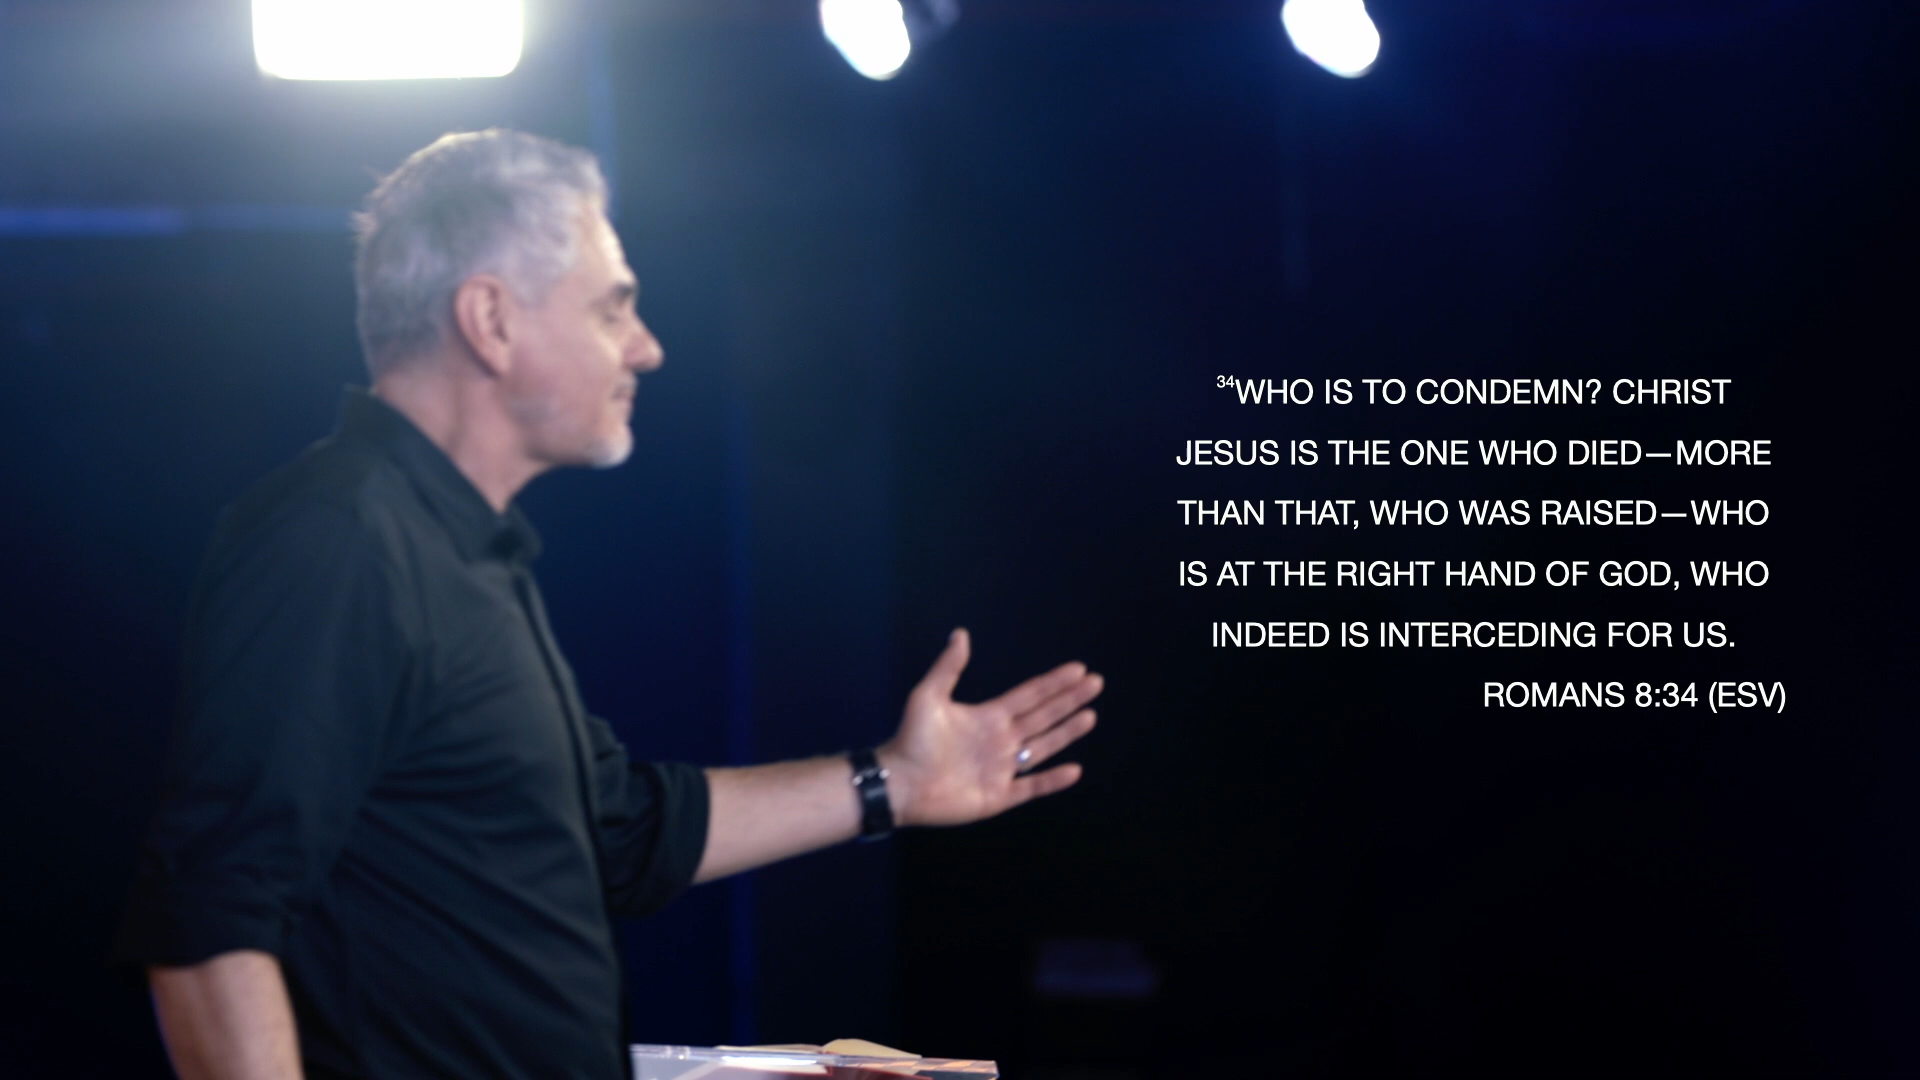 ³⁴WHO IS TO CONDEMN? CHRIST
JESUS IS THE ONE WHO DIED—MORE
THAN THAT, WHO WAS RAISED—WHO
IS AT THE RIGHT HAND OF GOD, WHO
INDEED IS INTERCEDING FOR US.
ROMANS 8:34 (ESV)